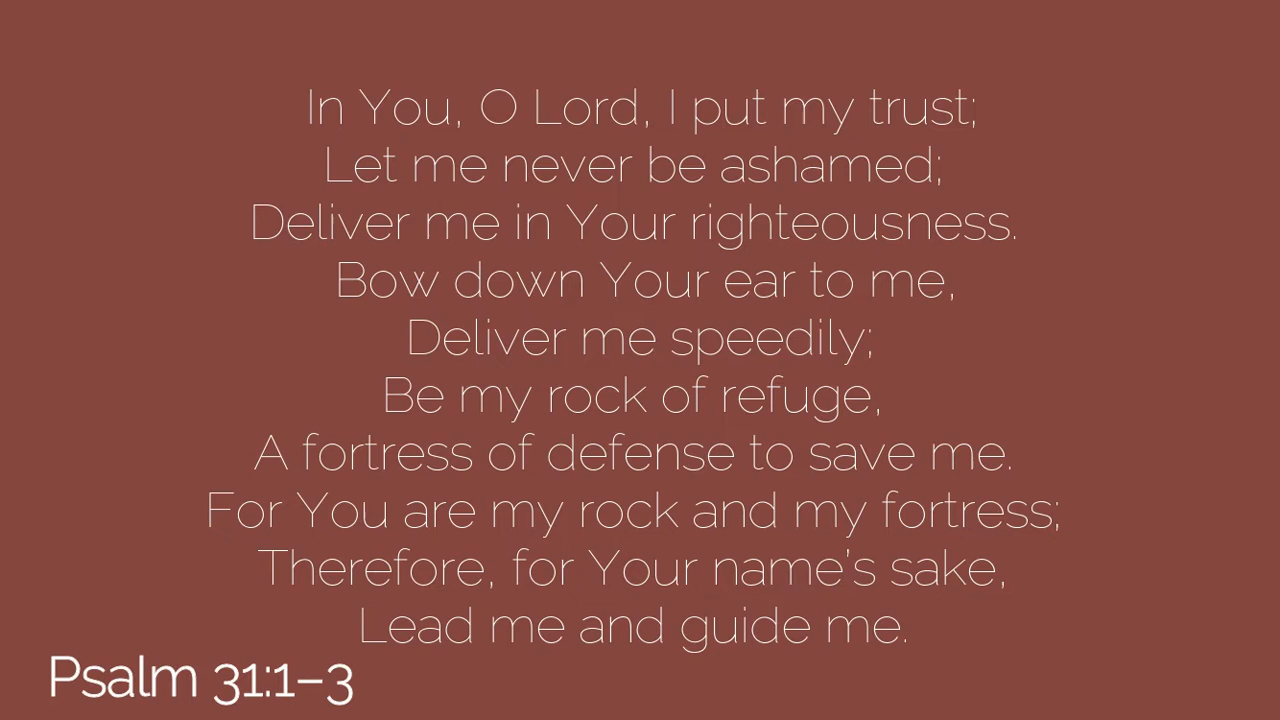 In You, O Lord, I put my trust;
Let me never be ashamed;
Deliver me in Your righteousness.
Bow down Your ear to me,
Deliver me speedily;
Be my rock of refuge,
A fortress of defense to save me.
For You are my rock and my fortress;
Therefore, for Your name's sake,
Lead me and guide me.
Psalm 31:1–3